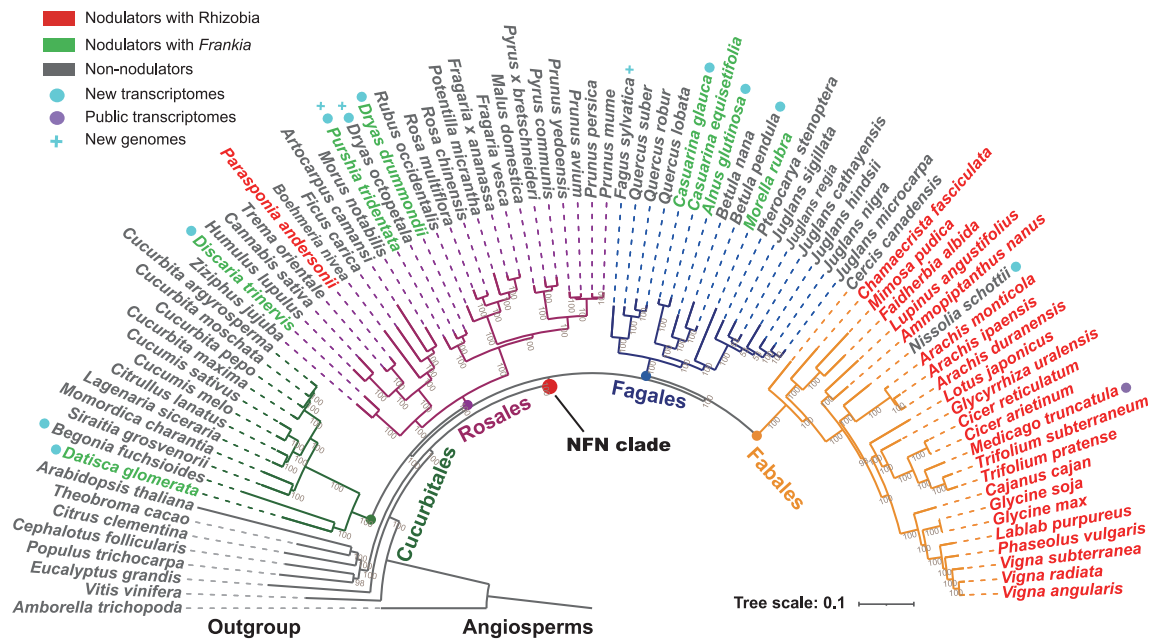 Nodulators with Rhizobia
Nodulators with Frankia
Non-nodulators
New transcriptomes
Public transcriptomes
New genomes
Amborella trichopoda
Vitis vinifera
Eucalyptus grandis
Populus trichocarpa
Cephalotus follicularis
Citrus clementina
Theobroma cacao
Arabidopsis thaliana
Datisca glomerata
Begonia fuchsioides
Siraitia grosvenorii
Momordica charantia
Lagenaria siceraria
Citrullus lanatus
Cucumis melo
Cucumis sativus
Cucurbita maxima
Cucurbita pepo
Cucurbita moschata
Cucurbita argyrosperma
Ziziphus jujuba
Discaria trinervis
Humulus lupulus
Cannabis sativa
Trema orientale
Parasponia andersonii
Boehmeria nivea
Ficus carica
Artocarpus camansi
Morus notabilis
Purshia tridentata
Dryas octopetala
Dryas drummondii
Rubus occidentalis
Rosa multiflora
Rosa chinensis
Potentilla micrantha
Fragaria x ananassa
Fragaria vesca
Malus domestica
Pyrus x bretschneideri
Pyrus communis
Prunus yedoensis
Prunus avium
Prunus persica
Prunus mume
Fagus sylvatica
Quercus suber
Quercus robur
Quercus lobata
Casuarina glauca
Casuarina equisetifolia
Alnus glutinosa
Betula nana
Betula pendula
Morella rubra
Pterocarya stenoptera
Juglans sigillata
Juglans regia
Juglans cathayensis
Juglans hindsii
Juglans nigra
Juglans microcarpa
Cercis canadensis
Chamaecrista fasciculata
Mimosa pudica
Faidherbia albida
Lupinus angustifolius
Ammopiptanthus nanus
Nissolia schottii
Arachis monticola
Arachis ipaensis
Arachis duranensis
Lotus japonicus
Glycyrrhiza uralensis
Cicer reticulatum
Cicer arietinum
Medicago truncatula
Trifolium subterraneum
Trifolium pratense
Cajanus cajan
Glycine soja
Glycine max
Lablab purpureus
Phaseolus vulgaris
Vigna subterranea
Vigna radiata
Vigna angularis
Cucurbitales
Rosales
Fagales
Fabales
NFN clade
Tree scale: 0.1
Outgroup
Angiosperms